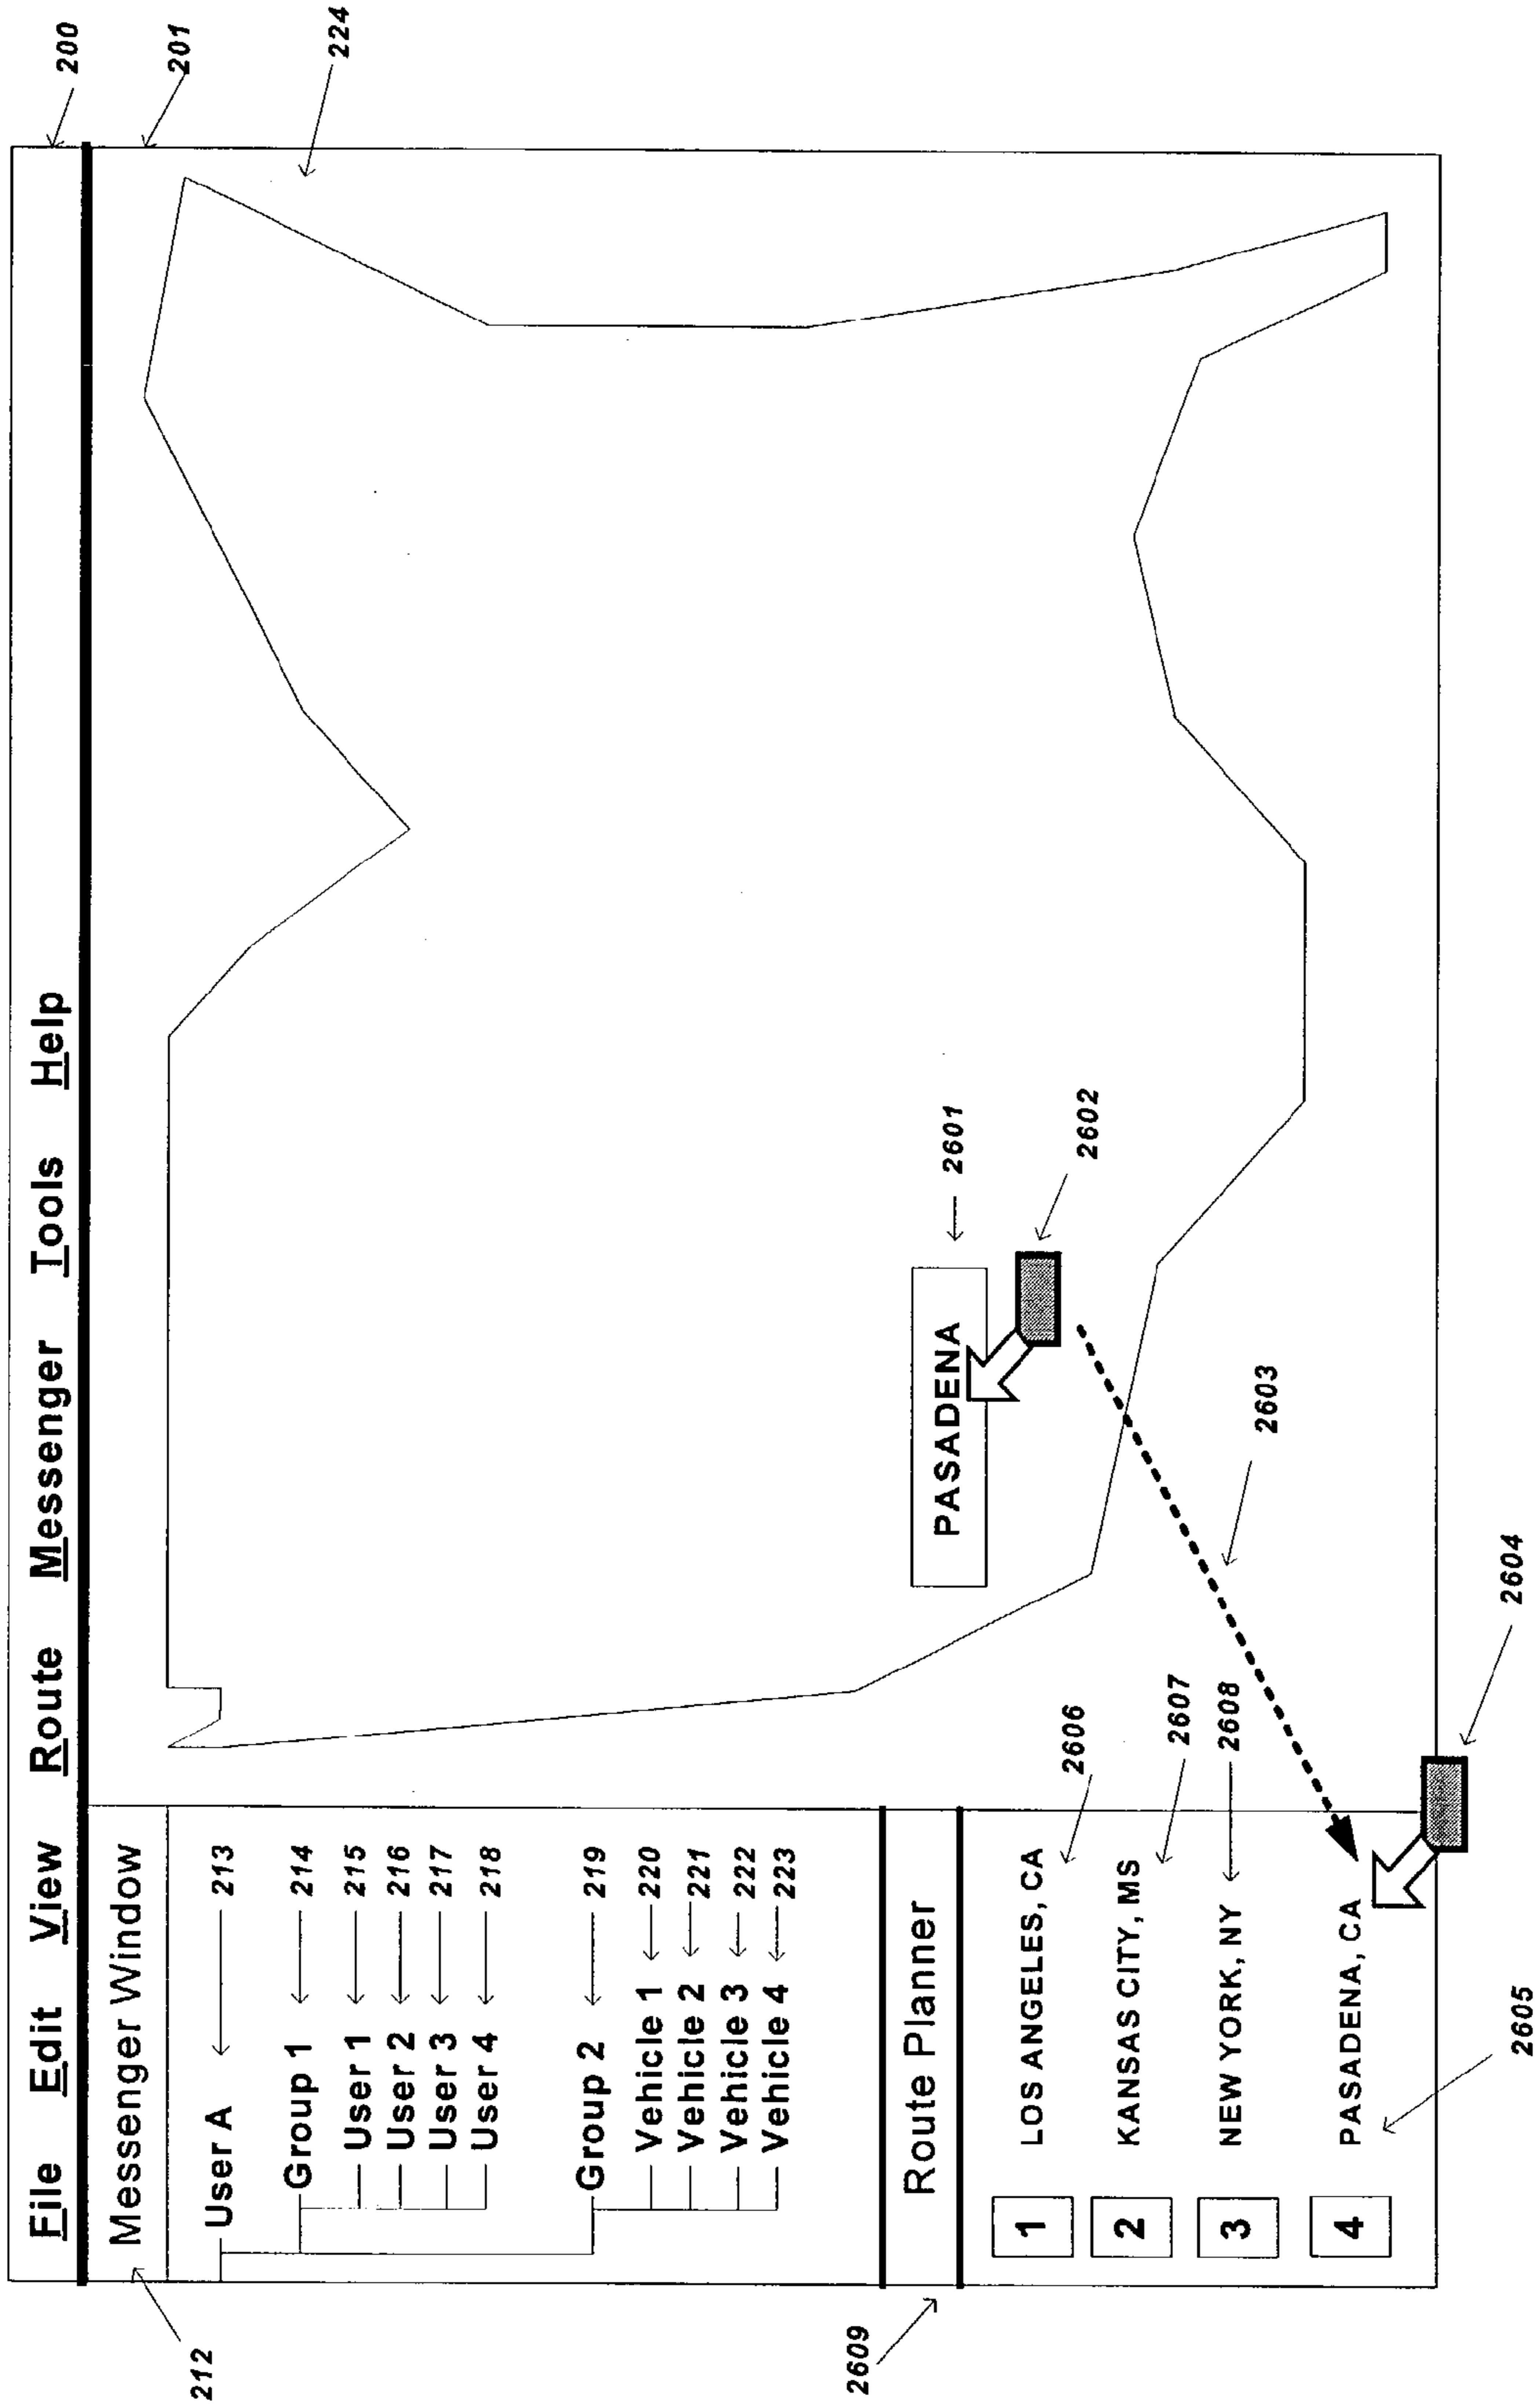 200
File Edit View Route Messenger Tools Help
201
212
Messenger Window
224
User A 213
Group 1 214
User 1 215
User 2 216
User 3 217
User 4 218
Group 2 219
Vehicle 1 220
Vehicle 2 221
Vehicle 3 222
Vehicle 4 223
2609
Route Planner
PASADENA 2601
2602
1 LOS ANGELES, CA 2606
2 KANSAS CITY, MS 2607
3 NEW YORK, NY 2608
2603
4 PASADENA, CA
2605
2604